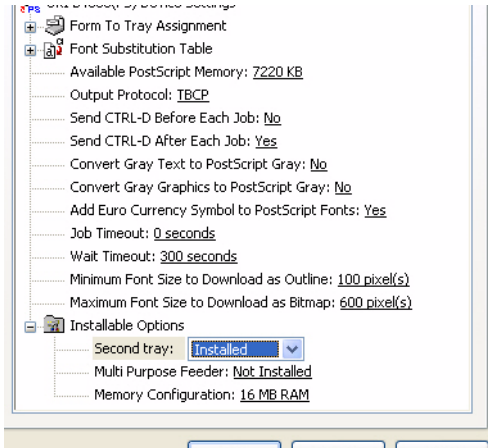 Form To Tray Assignment
Font Substitution Table
Available PostScript Memory: 7220 KB
Output Protocol: TBCP
Send CTRL-D Before Each Job: No
Send CTRL-D After Each Job: Yes
Convert Gray Text to PostScript Gray: No
Convert Gray Graphics to PostScript Gray: No
Add Euro Currency Symbol to PostScript Fonts: Yes
Job Timeout: 0 seconds
Wait Timeout: 300 seconds
Minimum Font Size to Download as Outline: 100 pixel(s)
Maximum Font Size to Download as Bitmap: 600 pixel(s)
Installable Options
Second tray: Installed
Multi Purpose Feeder: Not Installed
Memory Configuration: 16 MB RAM